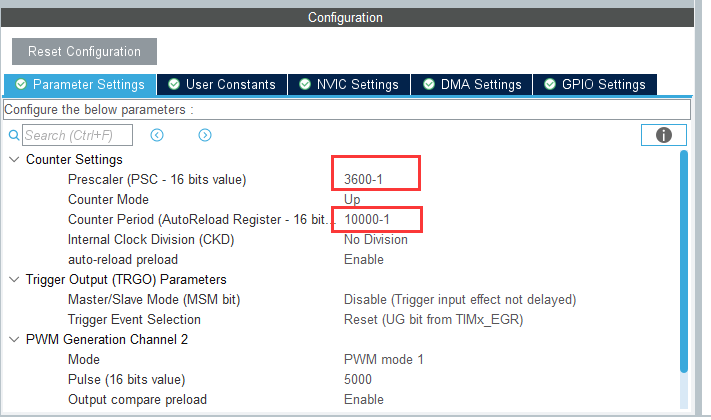 Configuration
Reset Configuration
Parameter Settings User Constants NVIC Settings DMA Settings GPIO Settings
Configure the below parameters :
Search (Ctrl+F)
Counter Settings
Prescaler (PSC - 16 bits value) 3600-1
Counter Mode Up
Counter Period (AutoReload Register - 16 bit... 10000-1
Internal Clock Division (CKD) No Division
auto-reload preload Enable
Trigger Output (TRGO) Parameters
Master/Slave Mode (MSM bit) Disable (Trigger input effect not delayed)
Trigger Event Selection Reset (UG bit from TIMx_EGR)
PWM Generation Channel 2
Mode PWM mode 1
Pulse (16 bits value) 5000
Output compare preload Enable